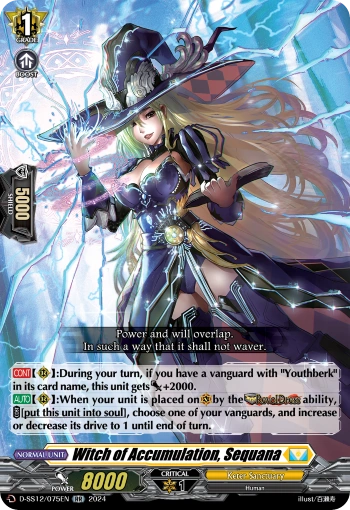 1
GRADE
BOOST
5000
SHIELD
Power and will overlap.
In such a way that it shall not waver.
CONT【 】:During your turn, if you have a vanguard with "Youthberk"
in its card name, this unit gets +2000.
AUTO【 】:When your unit is placed on by the RevolDress ability,
[put this unit into soul], choose one of your vanguards, and increase
or decrease its drive to 1 until end of turn.
NORMAL UNIT
Witch of Accumulation, Sequana
POWER 8000
CRITICAL
1
Keter Sanctuary
Human
D-SS12/075EN RR 2024
illust/百瀬寿